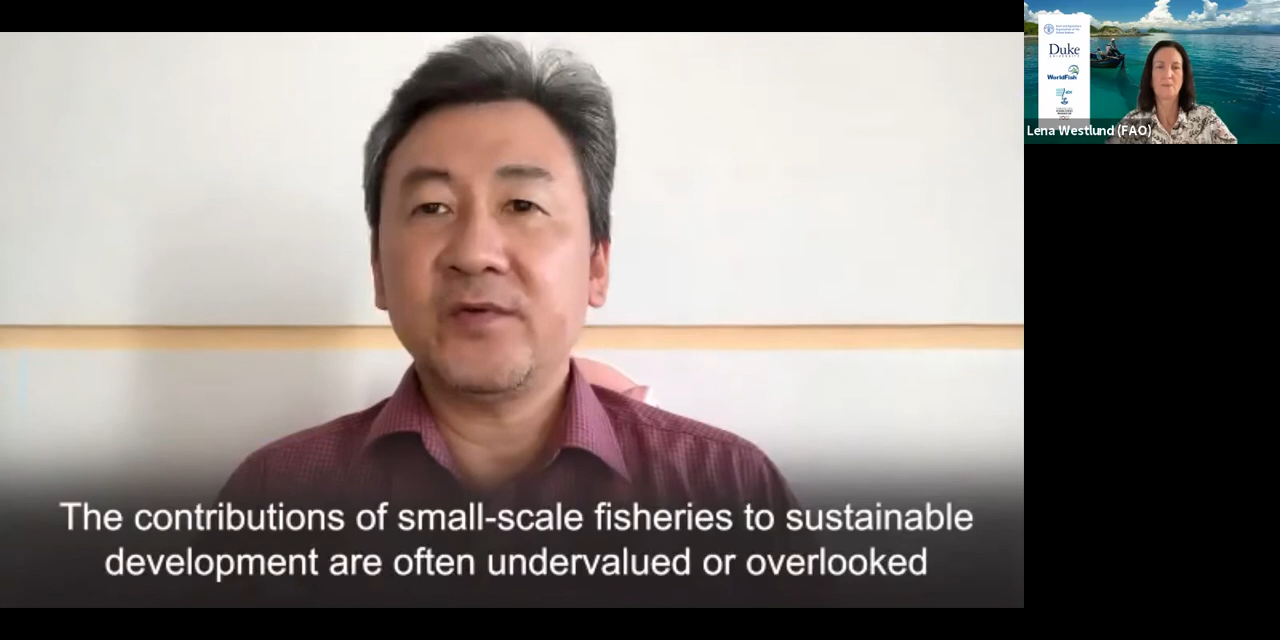 Duke
UNIVERSITY
WorldFish
Lena Westlund (FAO)
The contributions of small-scale fisheries to sustainable
development are often undervalued or overlooked